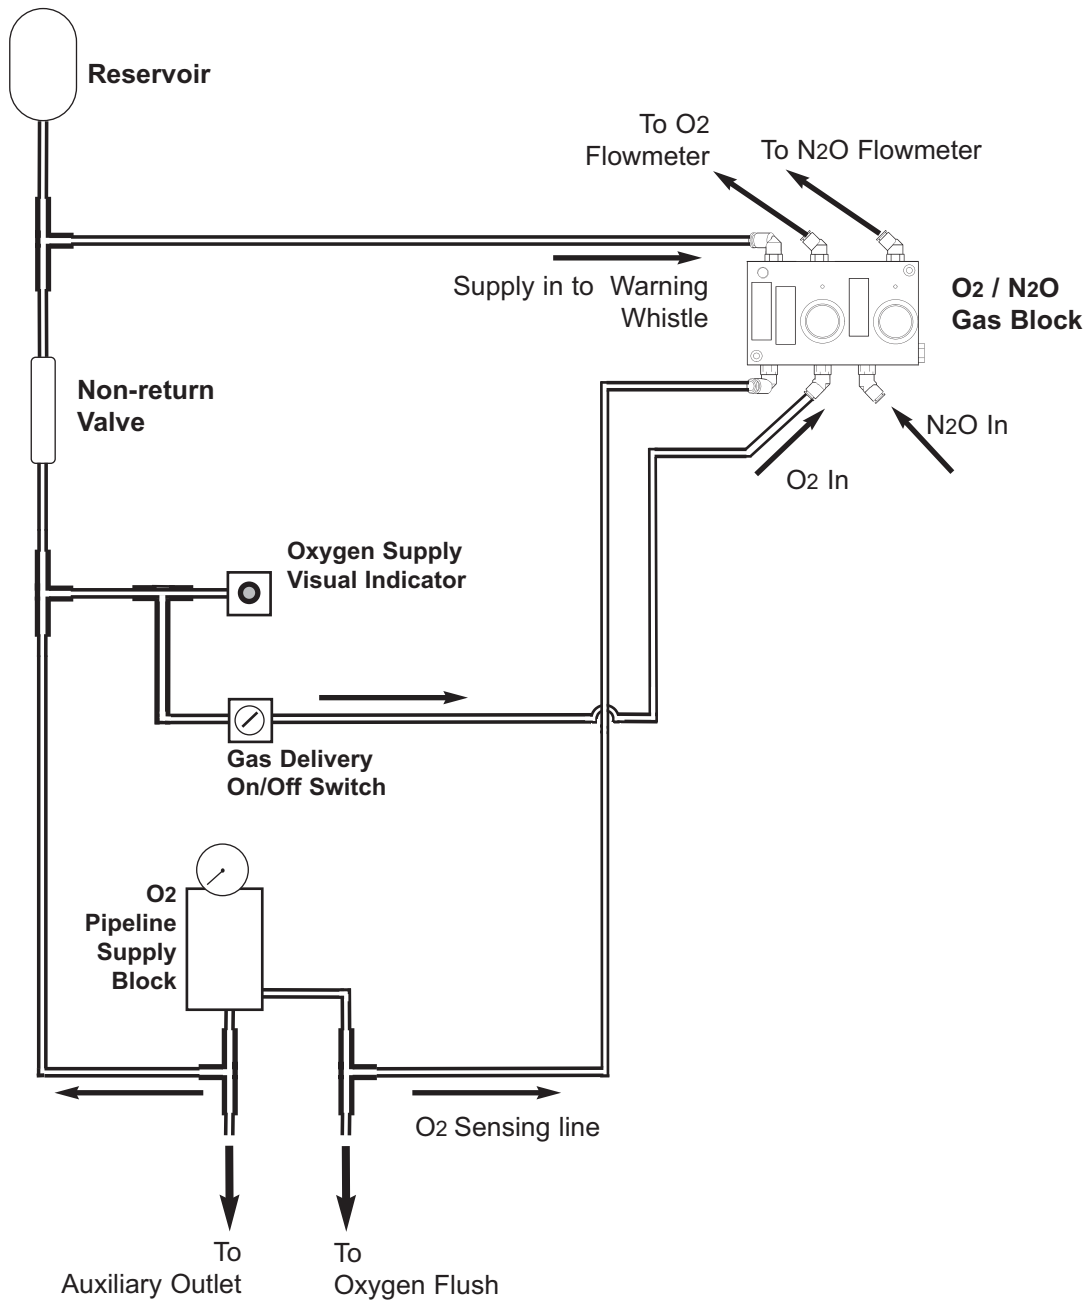 Reservoir
To O2
Flowmeter
To N2O Flowmeter
Supply in to Warning
Whistle
O2 / N2O
Gas Block
Non-return
Valve
N2O In
O2 In
Oxygen Supply
Visual Indicator
Gas Delivery
On/Off Switch
O2
Pipeline
Supply
Block
O2 Sensing line
To
Auxiliary Outlet
To
Oxygen Flush